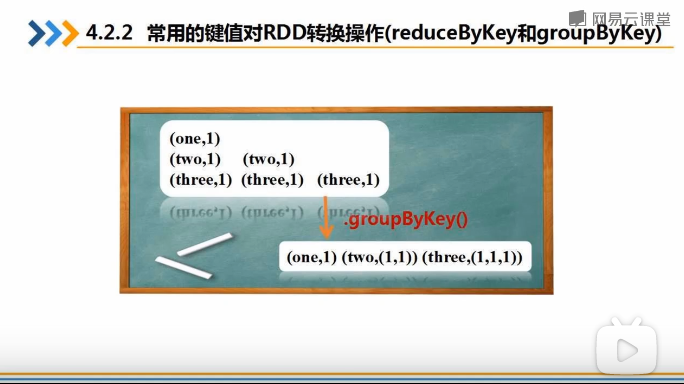 网易云课堂
4.2.2 常用的键值对RDD转换操作(reduceByKey和groupByKey)
(one,1)
(two,1) (two,1)
(three,1) (three,1) (three,1)
.groupByKey()
(one,1) (two,(1,1)) (three,(1,1,1))